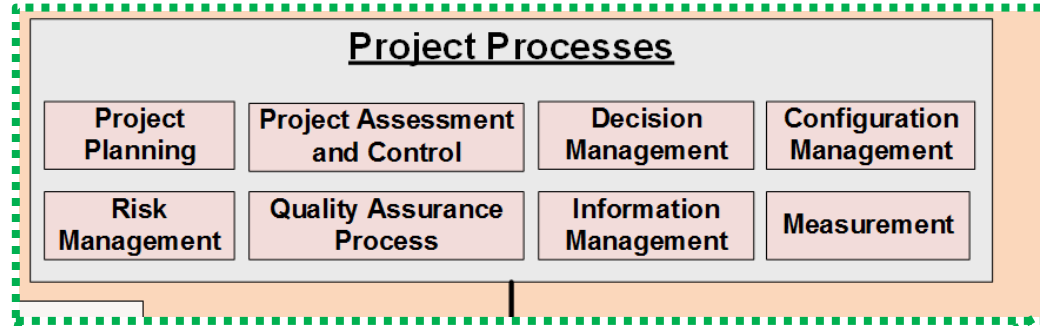 Project Processes
Project
Planning
Project Assessment
and Control
Decision
Management
Configuration
Management
Risk
Management
Quality Assurance
Process
Information
Management
Measurement